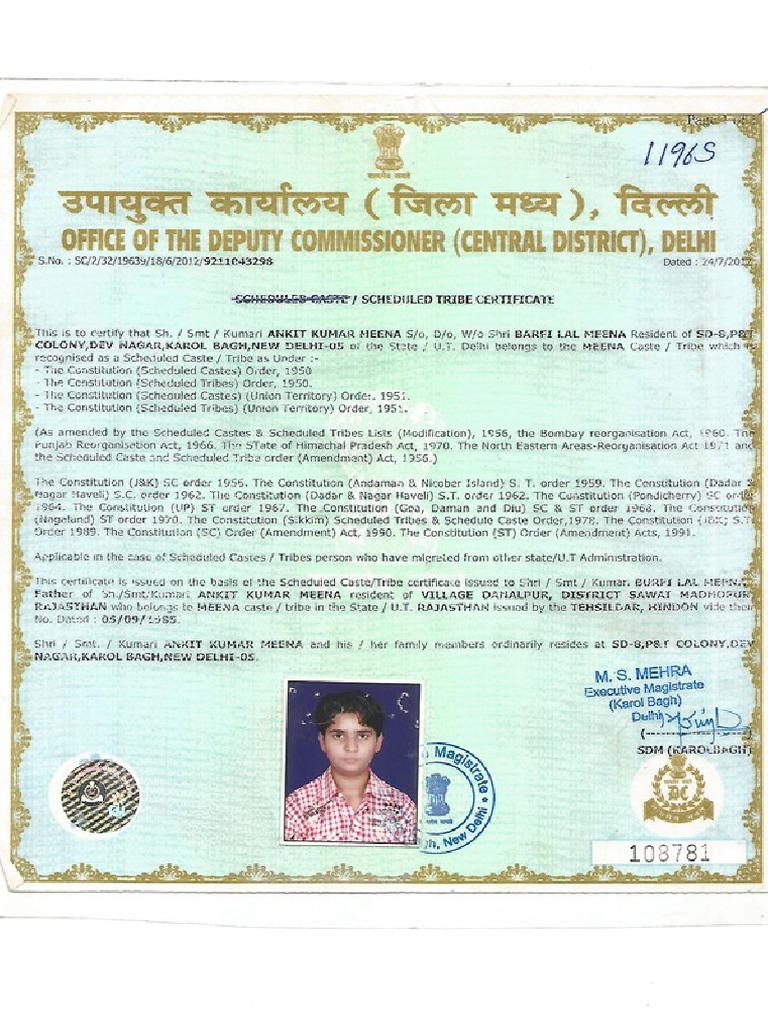 Page 1 of 1
11965
सत्यमेव जयते
उपायुक्त कार्यालय ( जिला मध्य ), दिल्ली
OFFICE OF THE DEPUTY COMMISSIONER (CENTRAL DISTRICT), DELHI
S.No. : SC/2/32/19639/18/6/2012/9211043298 Dated : 24/7/2012
SCHEDULED CASTE / SCHEDULED TRIBE CERTIFICATE
This is to certify that Sh. / Smt / Kumari ANKIT KUMAR MEENA S/o, D/o, W/o Shri BARFI LAL MEENA Resident of SD-8,P&T
COLONY,DEV NAGAR,KAROL BAGH,NEW DELHI-05 of the State / U.T. Delhi belongs to the MEENA Caste / Tribe which is
recognised as a Scheduled Caste / Tribe as Under :-
- The Constitution (Scheduled Castes) Order, 1950
- The Constitution (Scheduled Tribes) Order, 1950.
- The Constitution (Scheduled Castes) (Union Territory) Order, 1951.
- The Constitution (Scheduled Tribes) (Union Territory) Order, 1951.
(As amended by the Scheduled Castes & Scheduled Tribes Lists (Modification), 1956, the Bombay reorganisation Act, 1960. The
Punjab Reorganisation Act, 1966. The STate of Himachal Pradesh Act, 1970. The North Eastern Areas-Reorganisation Act 1971 and
the Scheduled Caste and Scheduled Tribe order (Amendment) Act, 1956.)
The Constitution (J&K) SC order 1956. The Constitution (Andaman & Nicober Island) S. T. order 1959. The Constitution (Dadar &
Nagar Haveli) S.C. order 1962. The Constitution (Dadar & Nagar Haveli) S.T. order 1962. The Constitution (Pondicherry) SC order
1964. The Constitution (UP) ST order 1967. The Constitution (Goa, Daman and Diu) SC & ST order 1968. The Constitution
(Nagaland) ST order 1970. The Constitution (Sikkim) Scheduled Tribes & Schedule Caste Order,1978. The Constitution (J&K; S.T.
Order 1989. The Constitution (SC) Order (Amendment) Act, 1990. The Constitution (ST) Order (Amendment) Acts, 1991.
Applicable in the case of Scheduled Castes / Tribes person who have migrated from other state/U.T Administration.
This certificate is issued on the basis of the Scheduled Caste/Tribe certificate issued to Shri / Smt / Kumari BURFI LAL MEENA
Father of Sh./Smt/Kumari ANKIT KUMAR MEENA resident of VILLAGE DANALPUR, DISTRICT SAWAI MADHOPUR
RAJASTHAN who belongs to MEENA caste / tribe in the State / U.T. RAJASTHAN issued by the TEHSILDAR, HINDON vide their
No. Dated : 05/09/1985.
Shri / Smt. / Kumari ANKIT KUMAR MEENA and his / her family members ordinarily resides at SD-8,P&T COLONY,DEV
NAGAR,KAROL BAGH,NEW DELHI-05.
M. S. MEHRA
Executive Magistrate
(Karol Bagh)
Delhi
SDM (KAROLBAGH)
Magistrate
gh, New Delhi
DC
108781